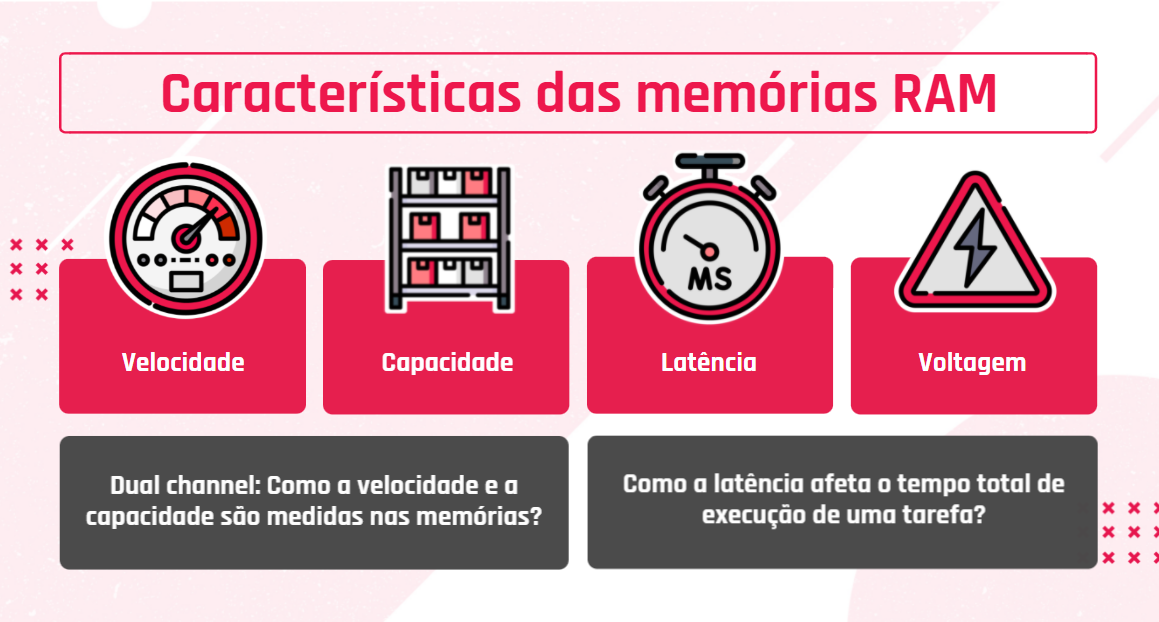 Características das memórias RAM
MS
Velocidade
Capacidade
Latência
Voltagem
Dual channel: Como a velocidade e a
capacidade são medidas nas memórias?
Como a latência afeta o tempo total de
execução de uma tarefa?